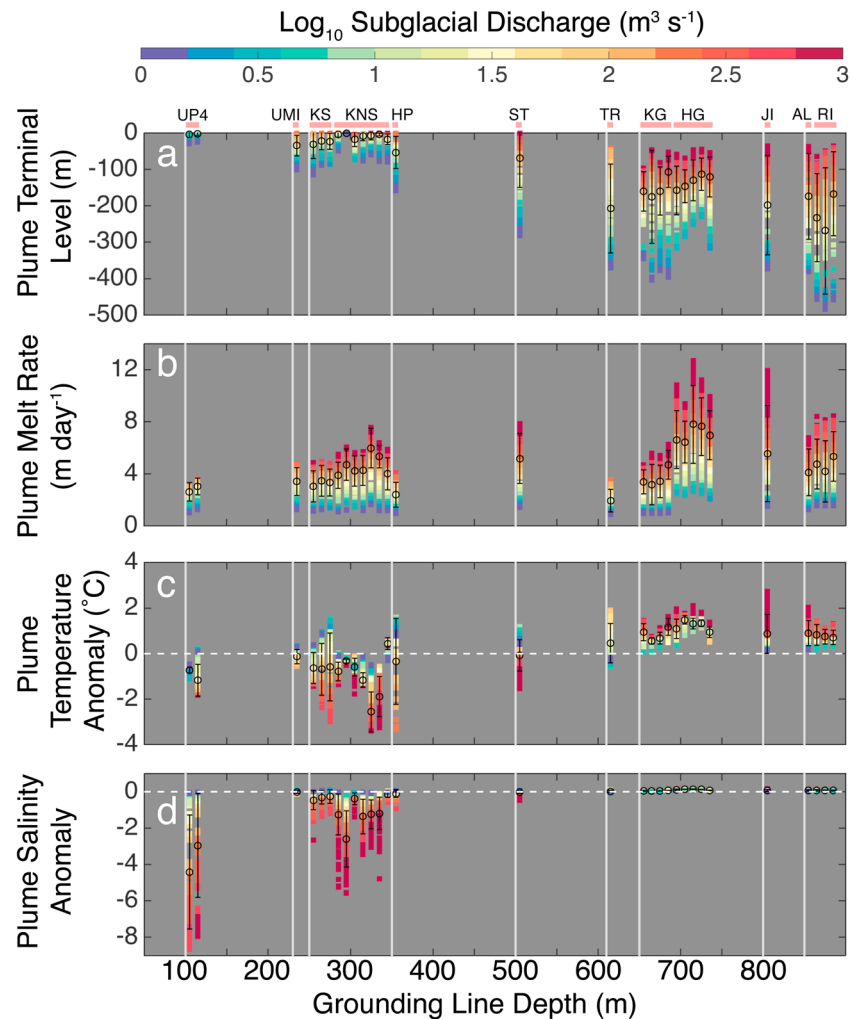 Log₁₀ Subglacial Discharge (m³ s⁻¹)
0 0.5 1 1.5 2 2.5 3
UP4 UMI KS KNS HP ST TR KG HG JI AL RI
Plume Terminal
Level (m)
a
0
-100
-200
-300
-400
-500
Plume Melt Rate
(m day⁻¹)
b
12
8
4
0
Plume
Temperature
Anomaly (˚C)
c
4
2
0
-2
-4
Plume Salinity
Anomaly
d
0
-2
-4
-6
-8
100 200 300 400 500 600 700 800
Grounding Line Depth (m)